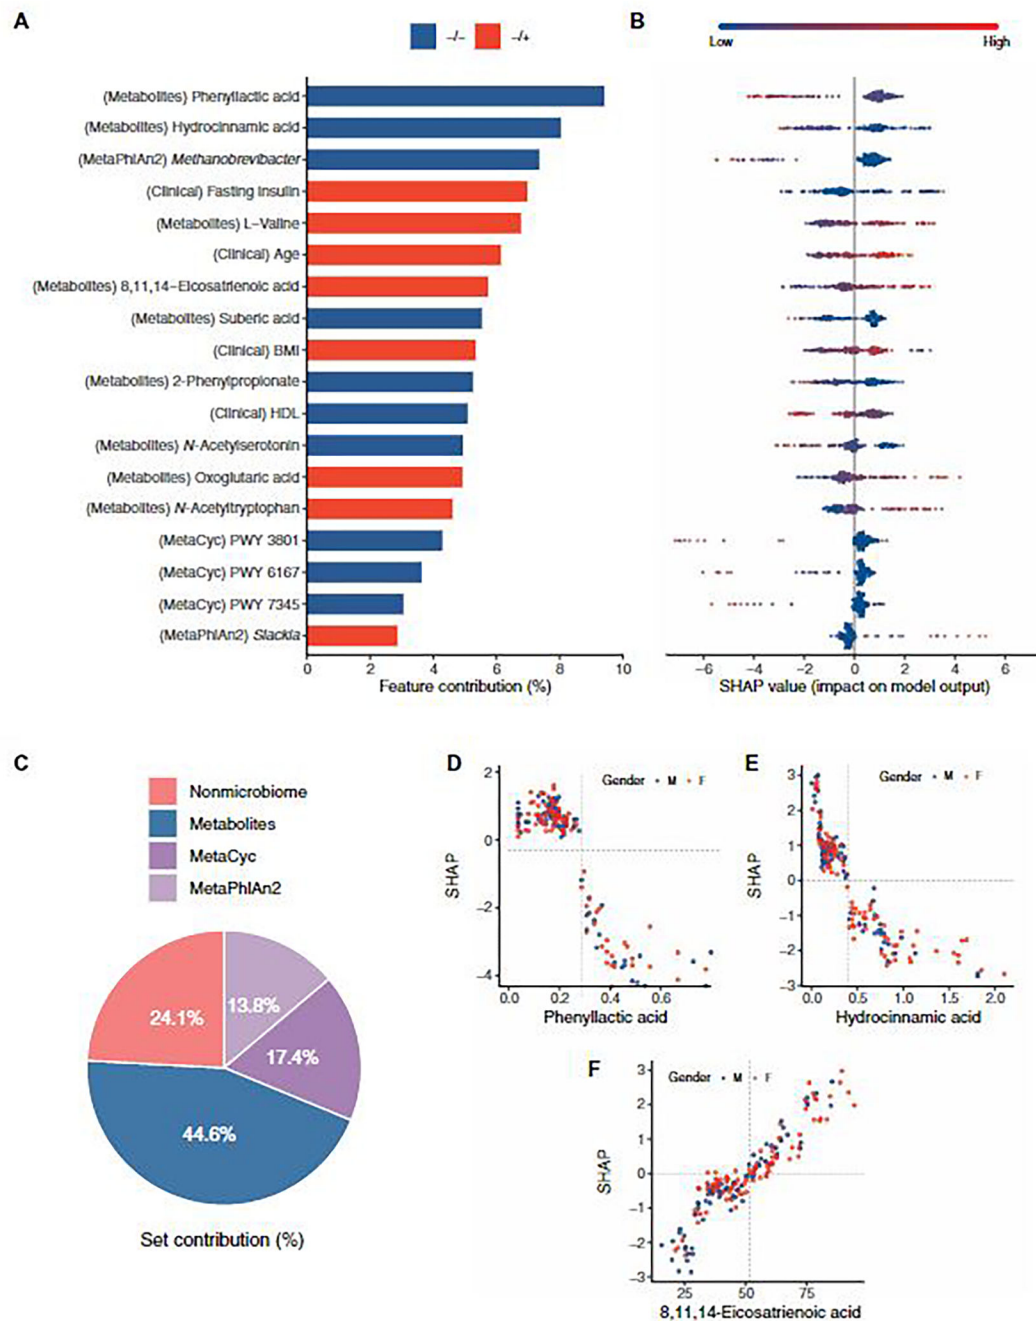 A
−/− −/+
(Metabolites) Phenyllactic acid
(Metabolites) Hydrocinnamic acid
(MetaPhlAn2) Methanobrevibacter
(Clinical) Fasting insulin
(Metabolites) L−Valine
(Clinical) Age
(Metabolites) 8,11,14−Eicosatrienoic acid
(Metabolites) Suberic acid
(Clinical) BMI
(Metabolites) 2-Phenylpropionate
(Clinical) HDL
(Metabolites) N-Acetylserotonin
(Metabolites) Oxoglutaric acid
(Metabolites) N-Acetyltryptophan
(MetaCyc) PWY 3801
(MetaCyc) PWY 6167
(MetaCyc) PWY 7345
(MetaPhlAn2) Slackia
0 2 4 6 8 10
Feature contribution (%)
B
Low High
−6 −4 −2 0 2 4 6
SHAP value (impact on model output)
C
Nonmicrobiome
Metabolites
MetaCyc
MetaPhlAn2
24.1%
13.8%
17.4%
44.6%
Set contribution (%)
D
Gender M F
SHAP
2
0
−2
−4
0.0 0.2 0.4 0.6
Phenyllactic acid
E
Gender M F
SHAP
3
2
1
0
−1
−2
−3
0.0 0.5 1.0 1.5 2.0
Hydrocinnamic acid
F
Gender M F
SHAP
3
2
1
0
−1
−2
−3
25 50 75
8,11,14-Eicosatrienoic acid